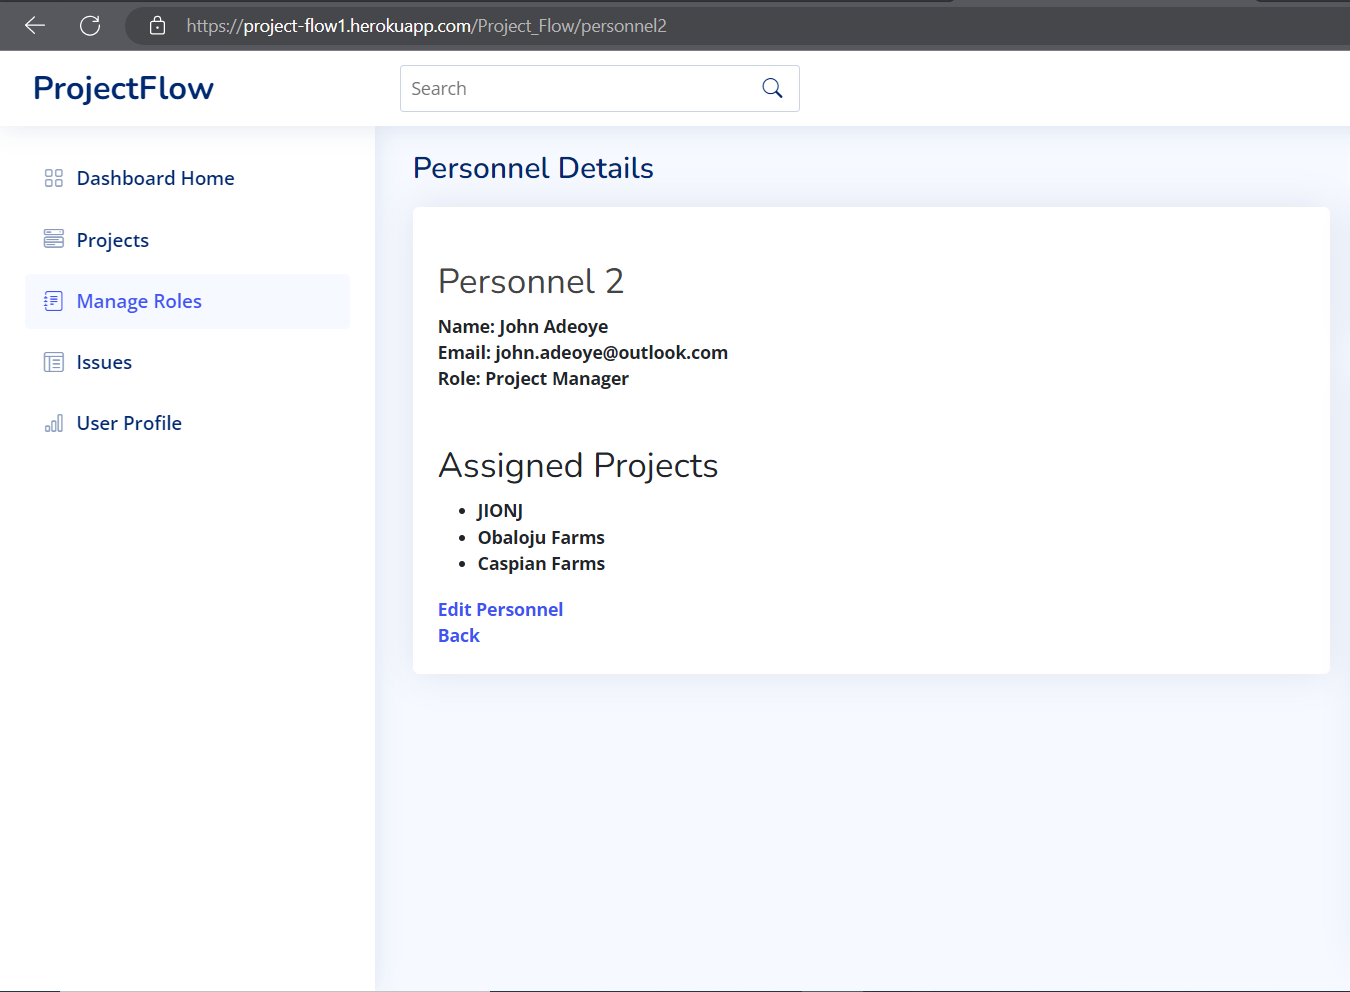 https://project-flow1.herokuapp.com/Project_Flow/personnel2
ProjectFlow
Search
Dashboard Home
Projects
Manage Roles
Issues
User Profile
Personnel Details
Personnel 2
Name: John Adeoye
Email: john.adeoye@outlook.com
Role: Project Manager
Assigned Projects
• JIONJ
• Obaloju Farms
• Caspian Farms
Edit Personnel
Back